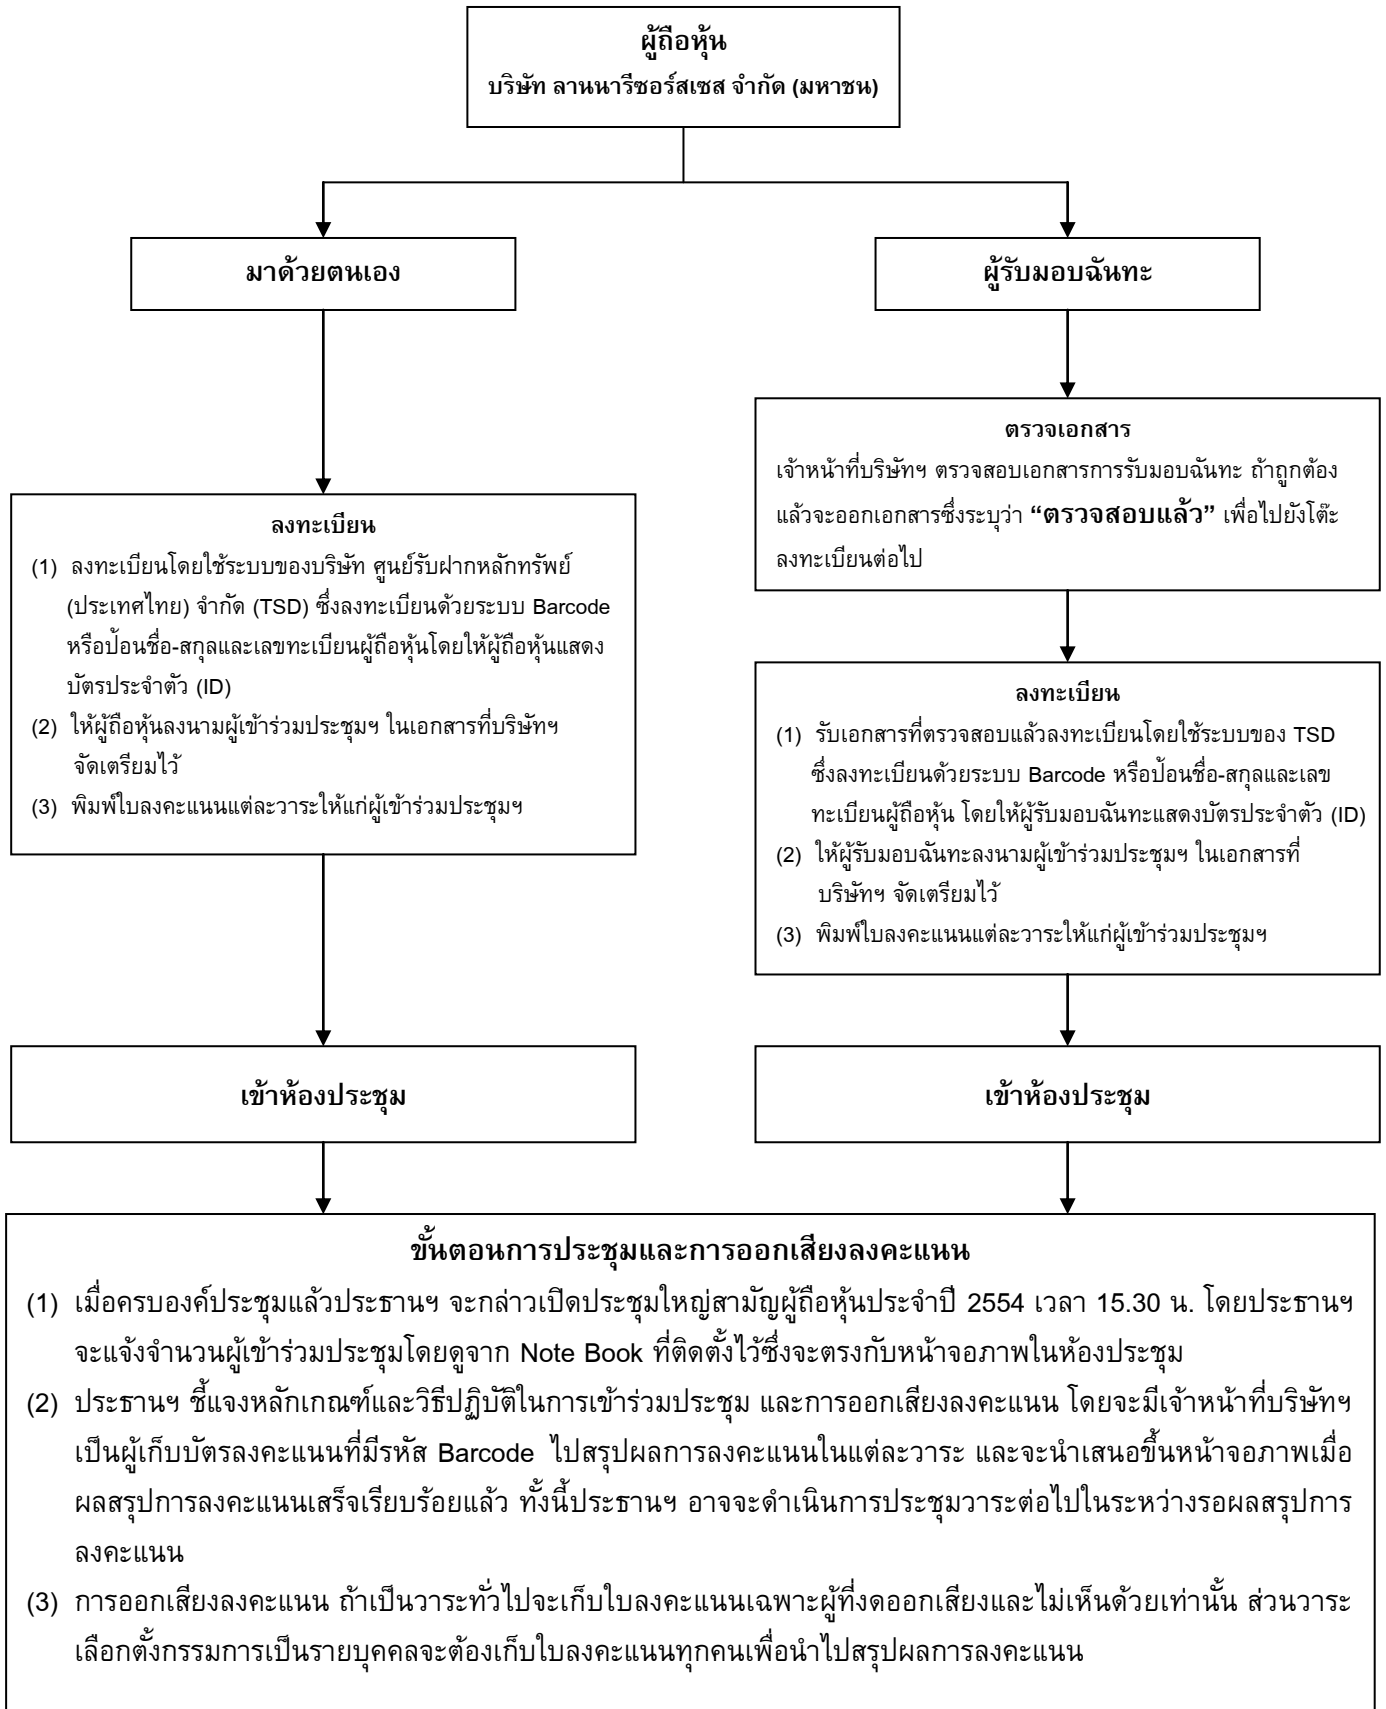 ผู้ถือหุ้น
บริษัท ลานนารีซอร์สเซส จำกัด (มหาชน)
มาด้วยตนเอง
ผู้รับมอบฉันทะ
ตรวจเอกสาร
เจ้าหน้าที่บริษัทฯ ตรวจสอบเอกสารการรับมอบฉันทะ ถ้าถูกต้อง
แล้วจะออกเอกสารซึ่งระบุว่า “ตรวจสอบแล้ว” เพื่อไปยังโต๊ะ
ลงทะเบียนต่อไป
ลงทะเบียน
(1) ลงทะเบียนโดยใช้ระบบของบริษัท ศูนย์รับฝากหลักทรัพย์
(ประเทศไทย) จำกัด (TSD) ซึ่งลงทะเบียนด้วยระบบ Barcode
หรือป้อนชื่อ-สกุลและเลขทะเบียนผู้ถือหุ้นโดยให้ผู้ถือหุ้นแสดง
บัตรประจำตัว (ID)
(2) ให้ผู้ถือหุ้นลงนามผู้เข้าร่วมประชุมฯ ในเอกสารที่บริษัทฯ
จัดเตรียมไว้
(3) พิมพ์ใบลงคะแนนแต่ละวาระให้แก่ผู้เข้าร่วมประชุมฯ
ลงทะเบียน
(1) รับเอกสารที่ตรวจสอบแล้วลงทะเบียนโดยใช้ระบบของ TSD
ซึ่งลงทะเบียนด้วยระบบ Barcode หรือป้อนชื่อ-สกุลและเลข
ทะเบียนผู้ถือหุ้น โดยให้ผู้รับมอบฉันทะแสดงบัตรประจำตัว (ID)
(2) ให้ผู้รับมอบฉันทะลงนามผู้เข้าร่วมประชุมฯ ในเอกสารที่
บริษัทฯ จัดเตรียมไว้
(3) พิมพ์ใบลงคะแนนแต่ละวาระให้แก่ผู้เข้าร่วมประชุมฯ
เข้าห้องประชุม
เข้าห้องประชุม
ขั้นตอนการประชุมและการออกเสียงลงคะแนน
(1) เมื่อครบองค์ประชุมแล้วประธานฯ จะกล่าวเปิดประชุมใหญ่สามัญผู้ถือหุ้นประจำปี 2554 เวลา 15.30 น. โดยประธานฯ
จะแจ้งจำนวนผู้เข้าร่วมประชุมโดยดูจาก Note Book ที่ติดตั้งไว้ซึ่งจะตรงกับหน้าจอภาพในห้องประชุม
(2) ประธานฯ ชี้แจงหลักเกณฑ์และวิธีปฏิบัติในการเข้าร่วมประชุม และการออกเสียงลงคะแนน โดยจะมีเจ้าหน้าที่บริษัทฯ
เป็นผู้เก็บบัตรลงคะแนนที่มีรหัส Barcode ไปสรุปผลการลงคะแนนในแต่ละวาระ และจะนำเสนอขึ้นหน้าจอภาพเมื่อ
ผลสรุปการลงคะแนนเสร็จเรียบร้อยแล้ว ทั้งนี้ประธานฯ อาจจะดำเนินการประชุมวาระต่อไปในระหว่างรอผลสรุปการ
ลงคะแนน
(3) การออกเสียงลงคะแนน ถ้าเป็นวาระทั่วไปจะเก็บใบลงคะแนนเฉพาะผู้ที่งดออกเสียงและไม่เห็นด้วยเท่านั้น ส่วนวาระ
เลือกตั้งกรรมการเป็นรายบุคคลจะต้องเก็บใบลงคะแนนทุกคนเพื่อนำไปสรุปผลการลงคะแนน